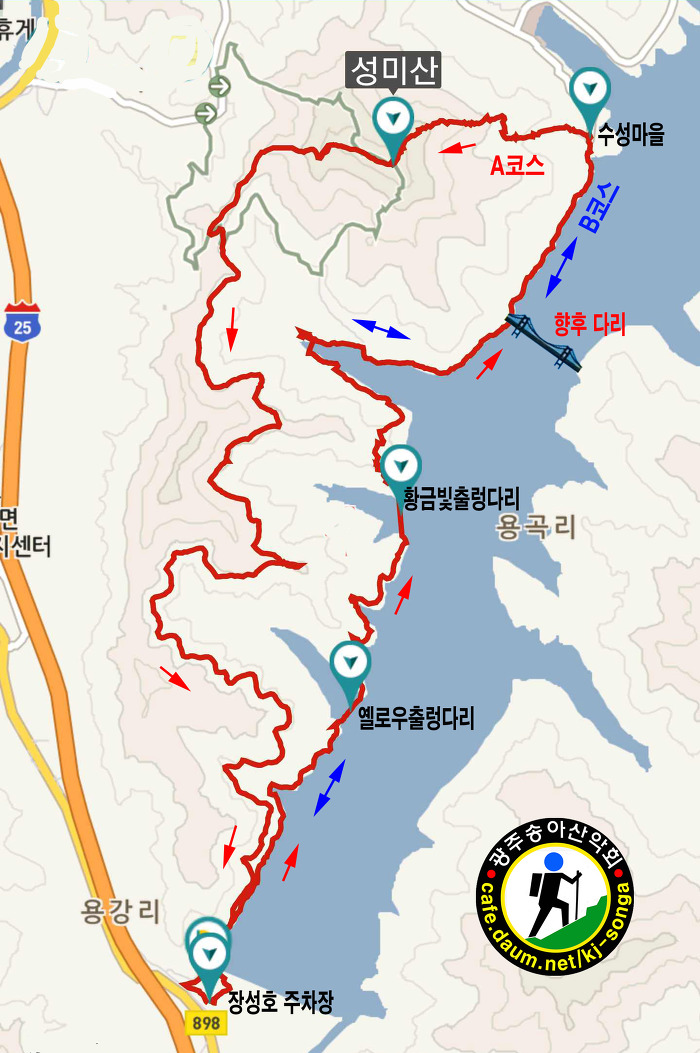 휴게
성미산
수성마을
A코스
B코스
25
향후 다리
황금빛출렁다리
면
용곡리
시센터
옐로우출렁다리
광주송아산악회
cafe.daum.net/kj-songa
용강리
장성호 주차장
898